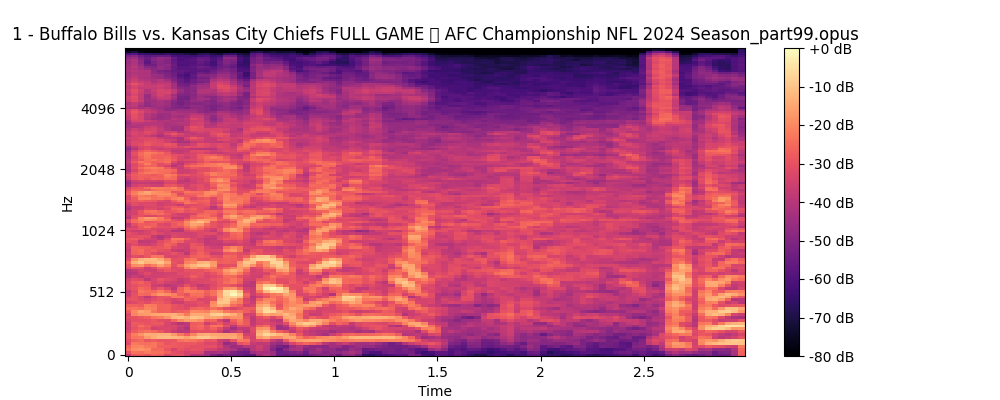 1 - Buffalo Bills vs. Kansas City Chiefs FULL GAME ▯ AFC Championship NFL 2024 Season_part99.opus
+0 dB
-10 dB
-20 dB
-30 dB
-40 dB
-50 dB
-60 dB
-70 dB
-80 dB
4096
2048
1024
512
0
Hz
0
0.5
1
1.5
2
2.5
Time